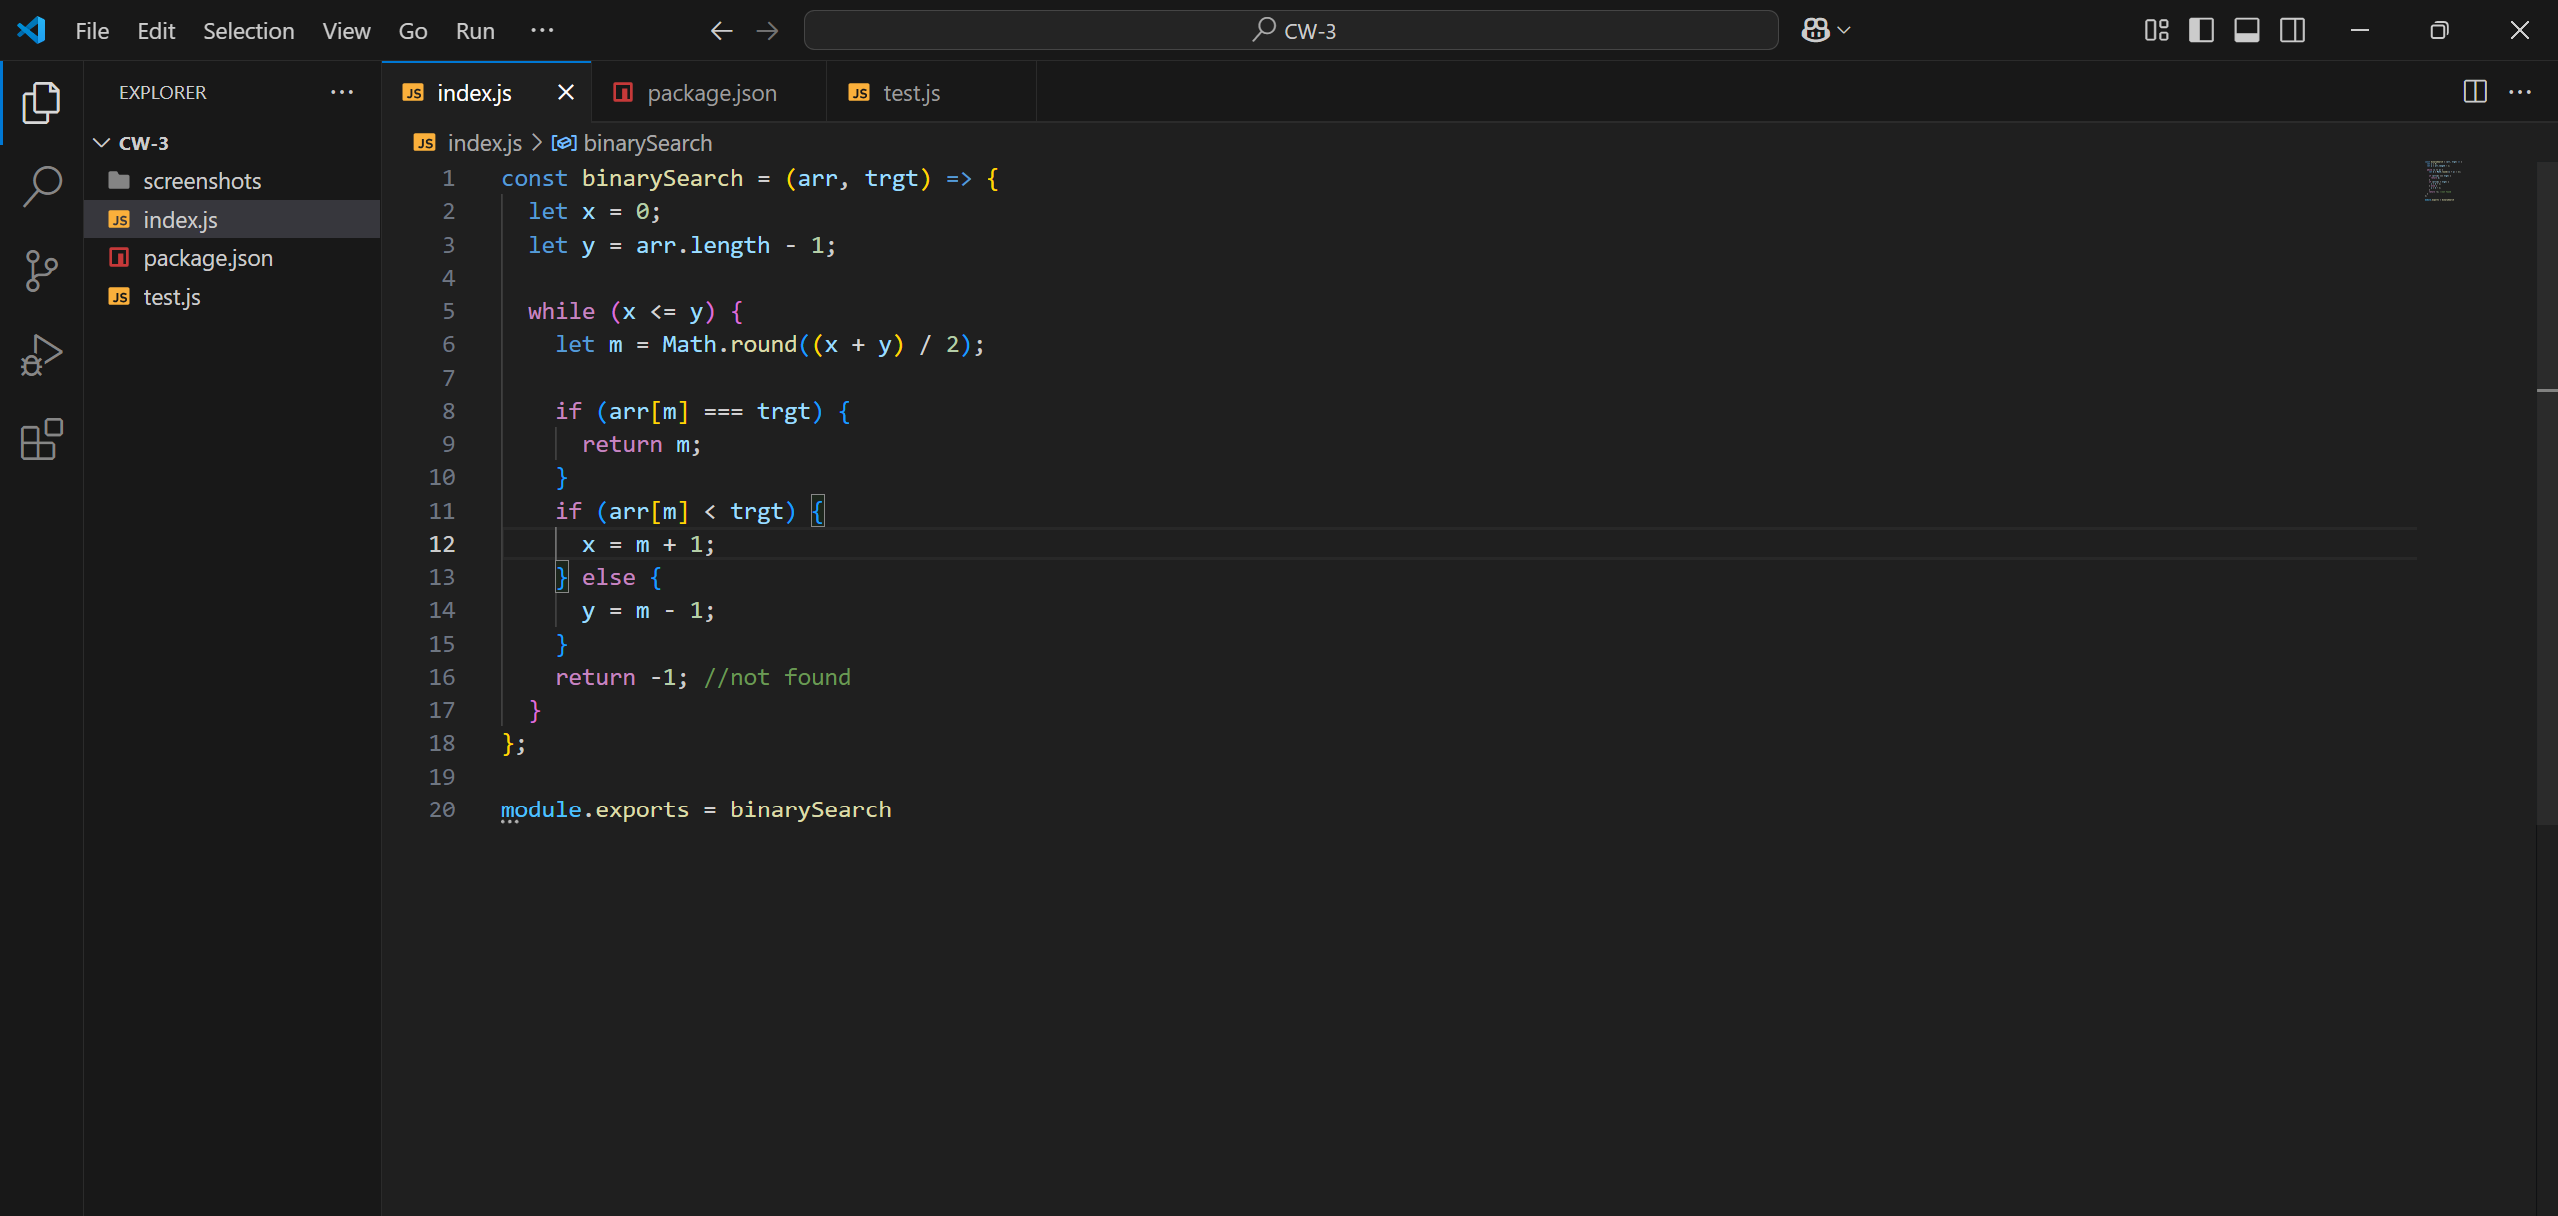 File Edit Selection View Go Run ··· CW-3
EXPLORER ···
CW-3
screenshots
JS index.js
package.json
JS test.js
JS index.js package.json JS test.js
JS index.js > binarySearch
1 const binarySearch = (arr, trgt) => {
2   let x = 0;
3   let y = arr.length - 1;
4
5   while (x <= y) {
6     let m = Math.round((x + y) / 2);
7
8     if (arr[m] === trgt) {
9       return m;
10     }
11     if (arr[m] < trgt) {
12       x = m + 1;
13     } else {
14       y = m - 1;
15     }
16     return -1; //not found
17   }
18 };
19
20 module.exports = binarySearch